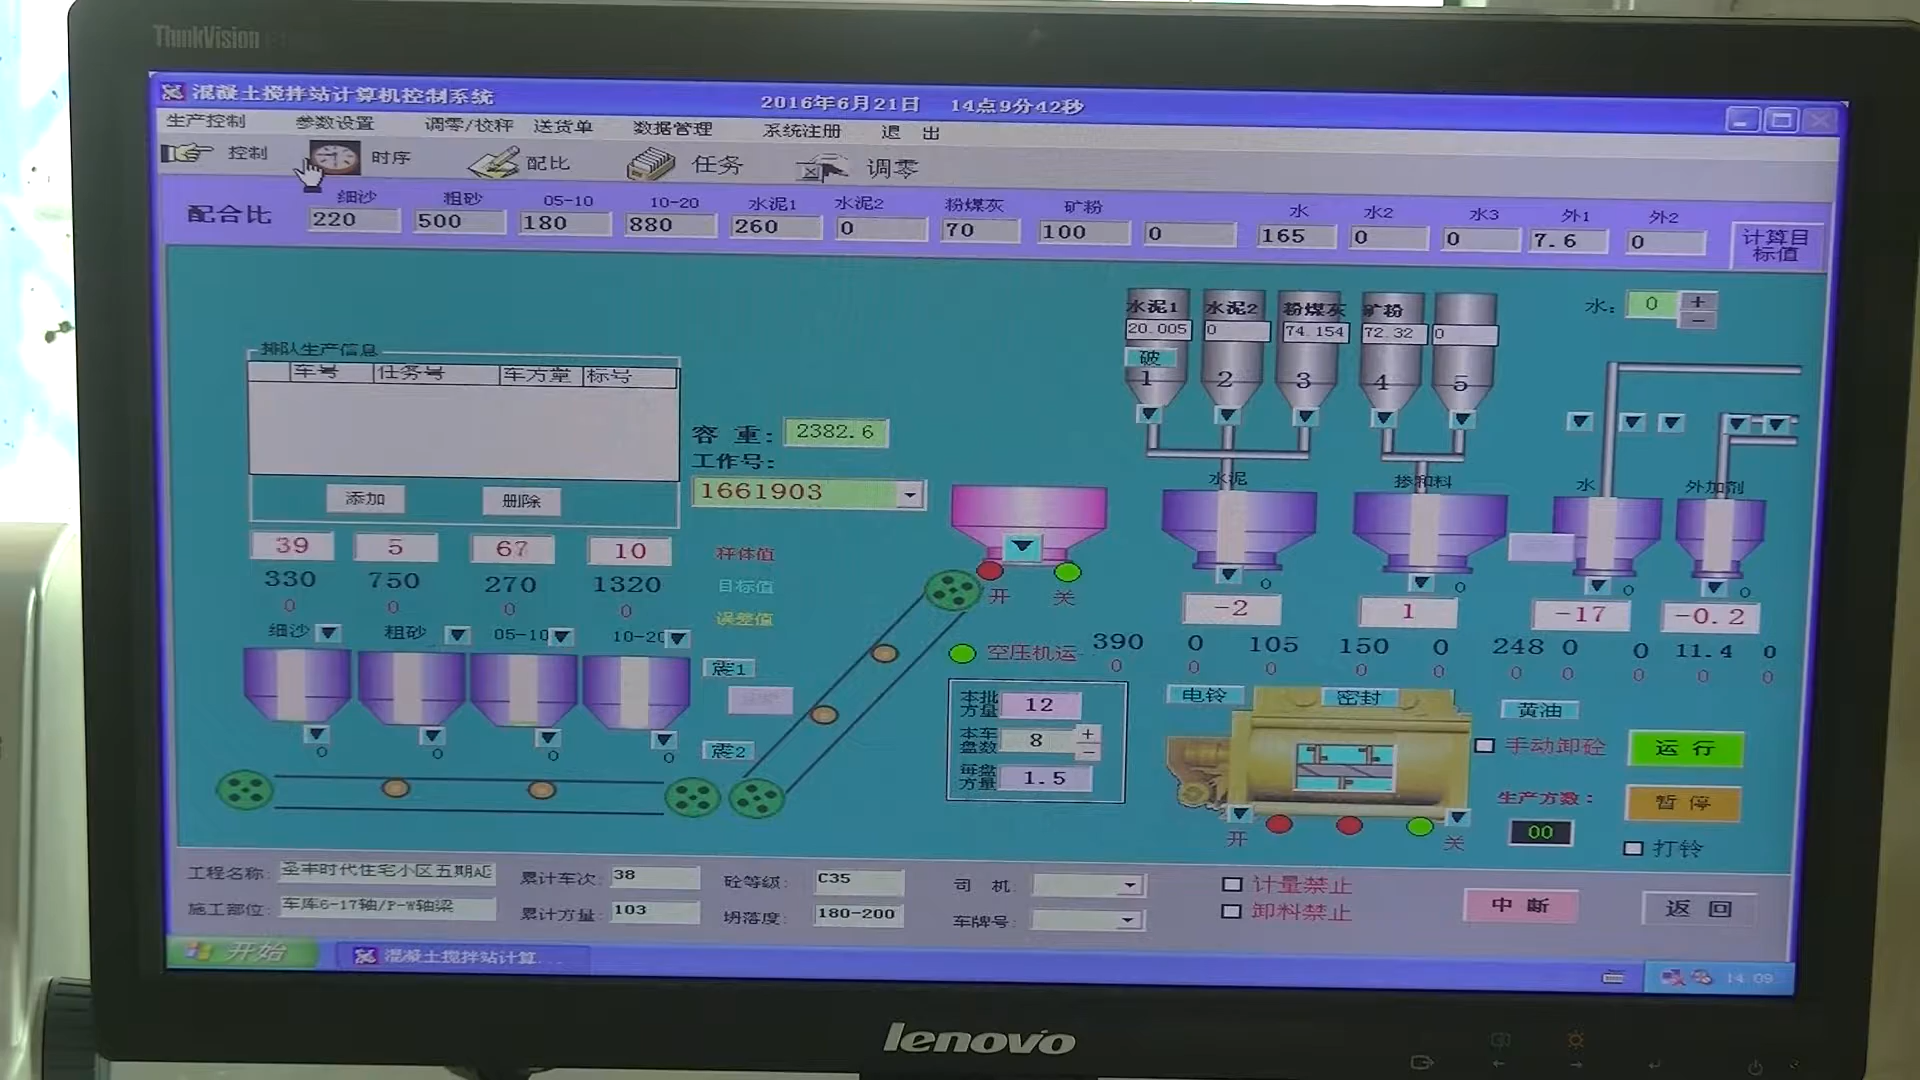 ThinkVision
混凝土搅拌站计算机控制系统 2016年6月21日 14点9分42秒
生产控制 参数设置 调零/校秤 送货单 数据管理 系统注册 退 出
控制 时序 配比 任务 调零
细沙 粗砂 05-10 10-20 水泥1 水泥2 粉煤灰 矿粉 水 水2 水3 外1 外2
配合比 220 500 180 880 260 0 70 100 0 165 0 0 7.6 0
计算目
标值
水泥1 水泥2 粉煤灰 矿粉
20.005 0 74.154 72.32 0
水: 0 + -
破
1 2 3 4 5
排队生产信息
车号 任务号 车方量 标号
添加 删除
容 重: 2382.6
工作号:
1661903
水泥 掺和料 水 外加剂
39 5 67 10 秤体值
330 750 270 1320 目标值
0 0 0 0 误差值
细沙 粗砂 05-10 10-20
开 关
0 0 0 0
-2 1 -17 -0.2
空压机运- 390 0 105 150 0 248 0 0 11.4 0
0 0 0 0 0 0 0 0 0 0
震1
震2
0 0 0 0
本批
方量 12
本车
盘数 8 + -
每盘
方量 1.5
电铃 密封 黄油
手动卸砼 运 行
生产方数: 暂 停
00
开 关 打铃
工程名称: 圣丰时代住宅小区五期A区 累计车次: 38 砼等级: C35 司 机: 计量禁止
施工部位: 车库6-17轴/P-W轴梁 累计方量: 103 坍落度: 180-200 车牌号: 卸料禁止
中 断 返 回
开始 混凝土搅拌站计算... 14:09
lenovo